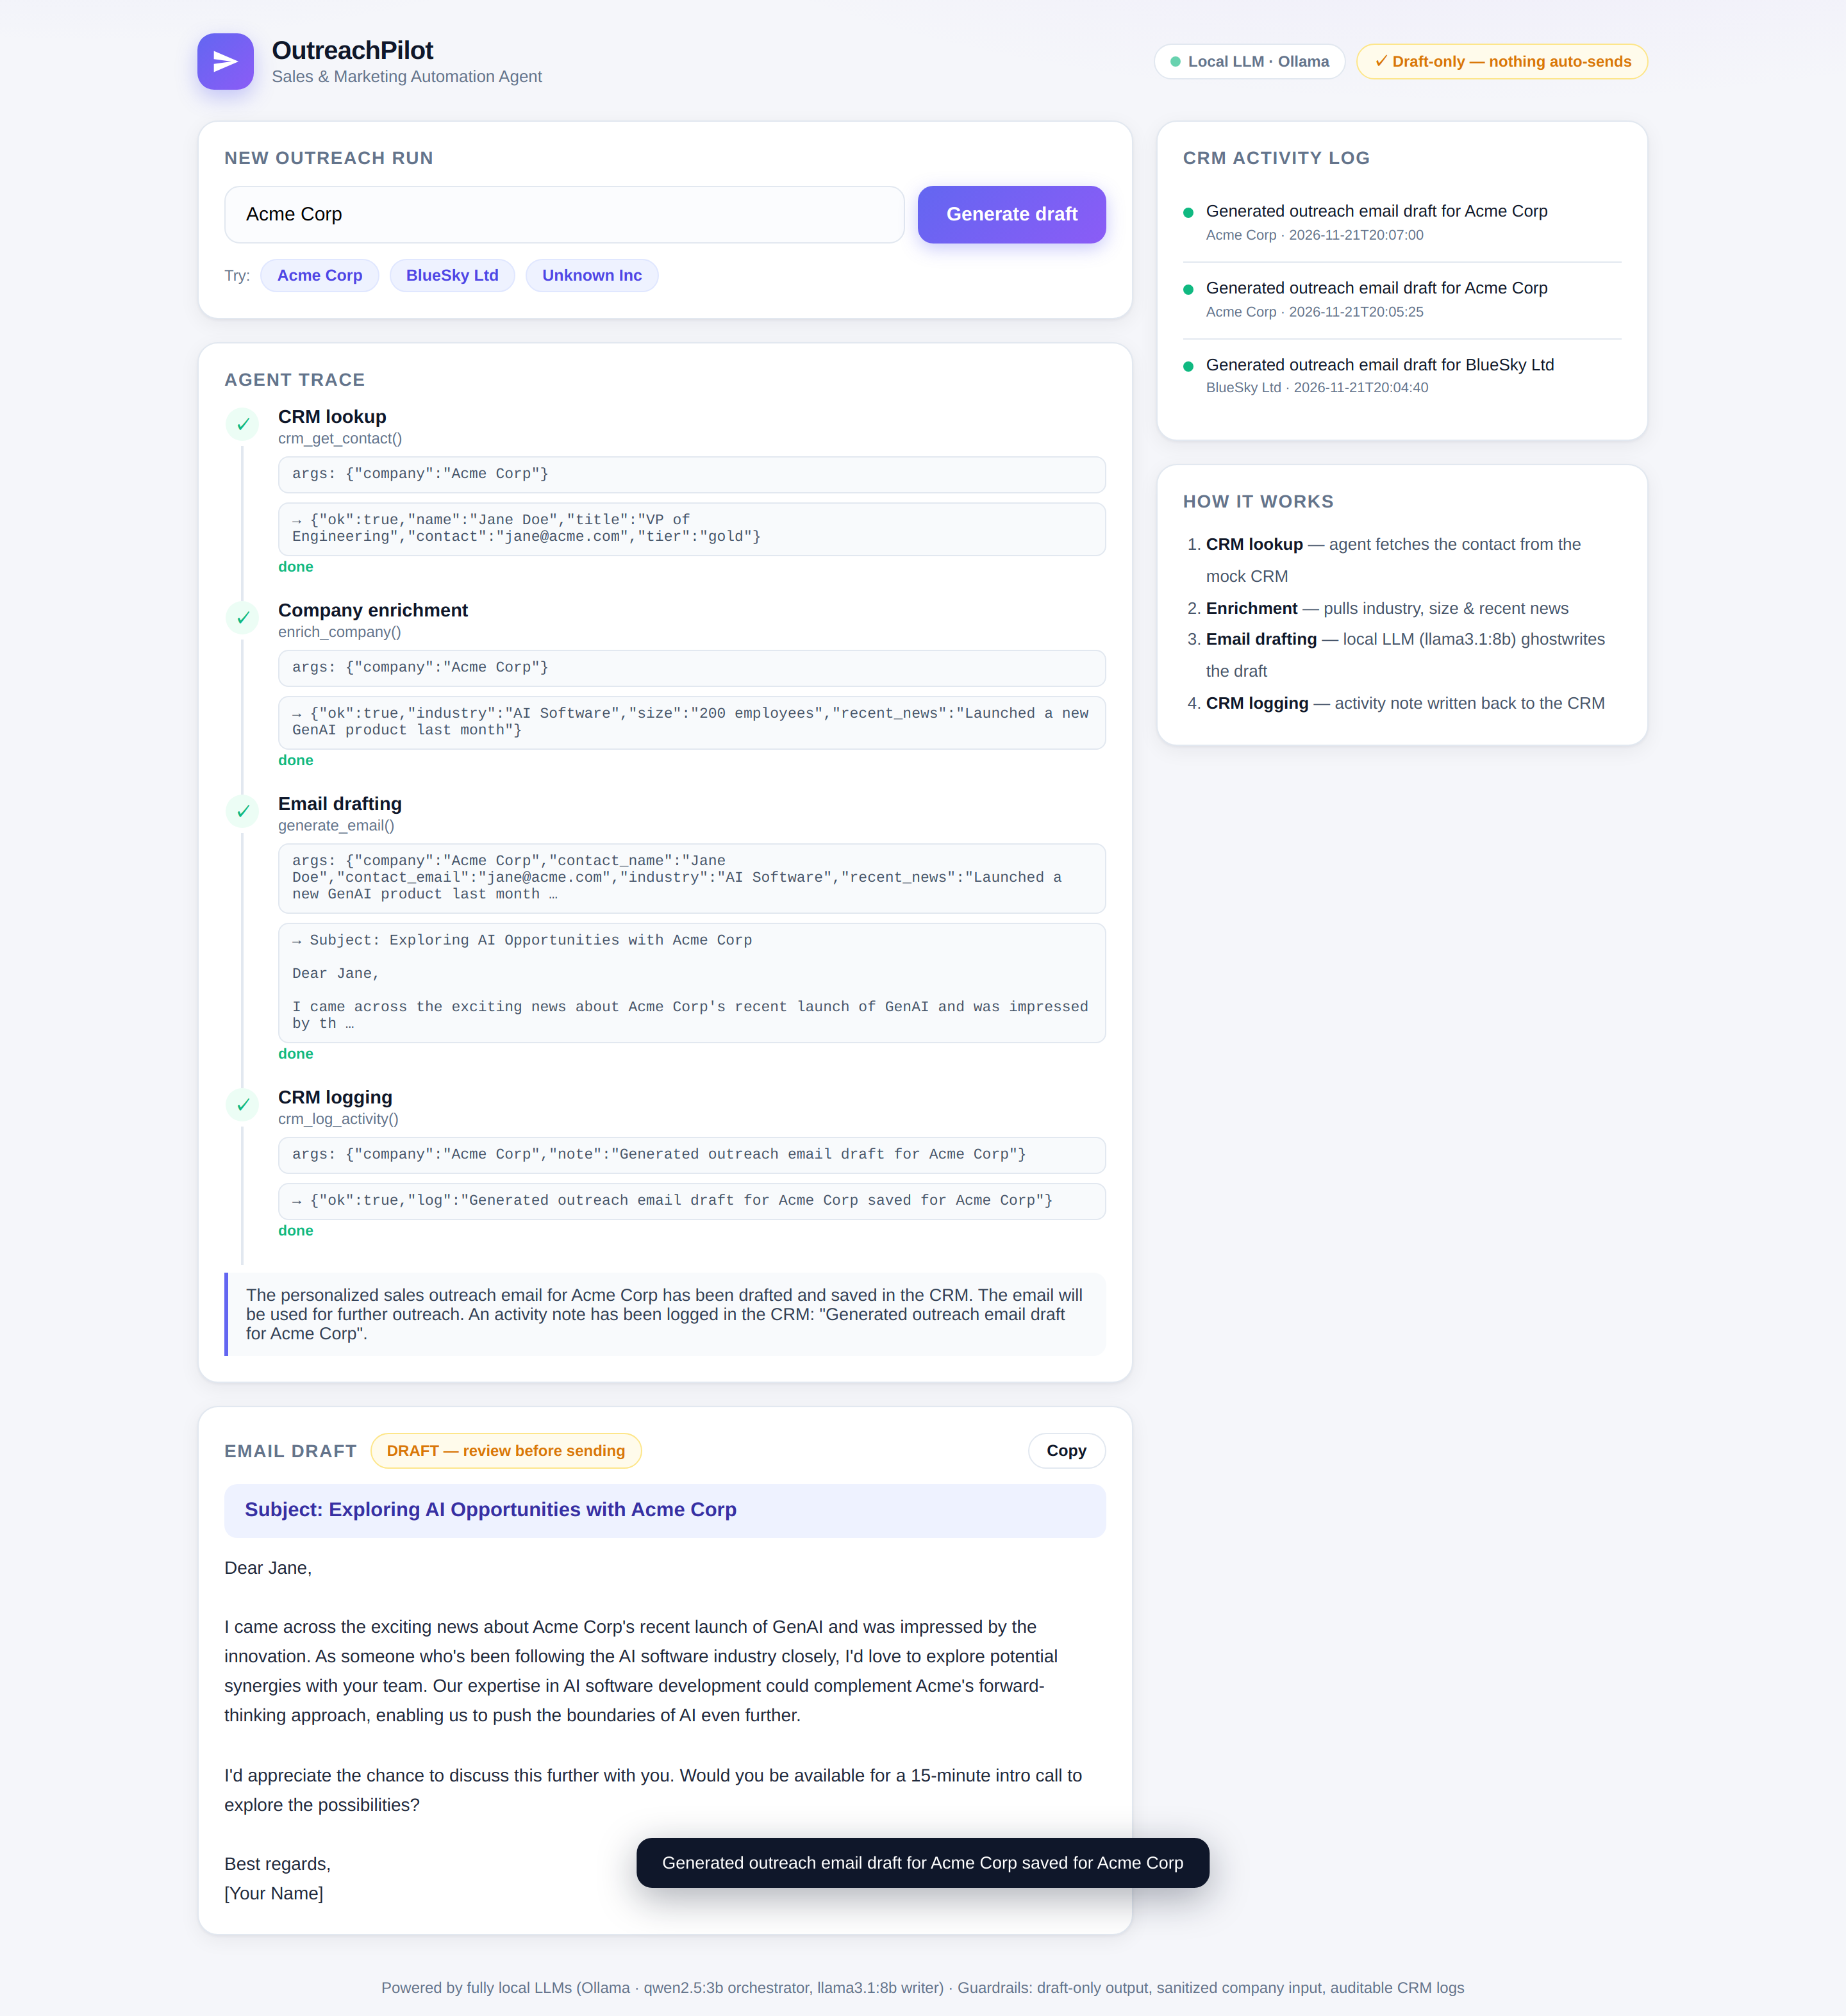 OutreachPilot
Sales & Marketing Automation Agent
Local LLM · Ollama
✓ Draft-only — nothing auto-sends
NEW OUTREACH RUN
Acme Corp
Generate draft
Try:
Acme Corp
BlueSky Ltd
Unknown Inc
AGENT TRACE
✓
CRM lookup
crm_get_contact()
args: {"company":"Acme Corp"}
→ {"ok":true,"name":"Jane Doe","title":"VP of
Engineering","contact":"jane@acme.com","tier":"gold"}
done
✓
Company enrichment
enrich_company()
args: {"company":"Acme Corp"}
→ {"ok":true,"industry":"AI Software","size":"200 employees","recent_news":"Launched a new
GenAI product last month"}
done
✓
Email drafting
generate_email()
args: {"company":"Acme Corp","contact_name":"Jane
Doe","contact_email":"jane@acme.com","industry":"AI Software","recent_news":"Launched a
new GenAI product last month …
→ Subject: Exploring AI Opportunities with Acme Corp
Dear Jane,
I came across the exciting news about Acme Corp's recent launch of GenAI and was impressed
by th …
done
✓
CRM logging
crm_log_activity()
args: {"company":"Acme Corp","note":"Generated outreach email draft for Acme Corp"}
→ {"ok":true,"log":"Generated outreach email draft for Acme Corp saved for Acme Corp"}
done
The personalized sales outreach email for Acme Corp has been drafted and saved in the CRM. The email will
be used for further outreach. An activity note has been logged in the CRM: "Generated outreach email draft
for Acme Corp".
EMAIL DRAFT
DRAFT — review before sending
Copy
Subject: Exploring AI Opportunities with Acme Corp
Dear Jane,
I came across the exciting news about Acme Corp's recent launch of GenAI and was impressed by the
innovation. As someone who's been following the AI software industry closely, I'd love to explore potential
synergies with your team. Our expertise in AI software development could complement Acme's forward-
thinking approach, enabling us to push the boundaries of AI even further.
I'd appreciate the chance to discuss this further with you. Would you be available for a 15-minute intro call to
explore the possibilities?
Best regards,
[Your Name]
CRM ACTIVITY LOG
Generated outreach email draft for Acme Corp
Acme Corp · 2026-11-21T20:07:00
Generated outreach email draft for Acme Corp
Acme Corp · 2026-11-21T20:05:25
Generated outreach email draft for BlueSky Ltd
BlueSky Ltd · 2026-11-21T20:04:40
HOW IT WORKS
1. CRM lookup — agent fetches the contact from the
mock CRM
2. Enrichment — pulls industry, size & recent news
3. Email drafting — local LLM (llama3.1:8b) ghostwrites
the draft
4. CRM logging — activity note written back to the CRM
Generated outreach email draft for Acme Corp saved for Acme Corp
Powered by fully local LLMs (Ollama · qwen2.5:3b orchestrator, llama3.1:8b writer) · Guardrails: draft-only output, sanitized company input, auditable CRM logs